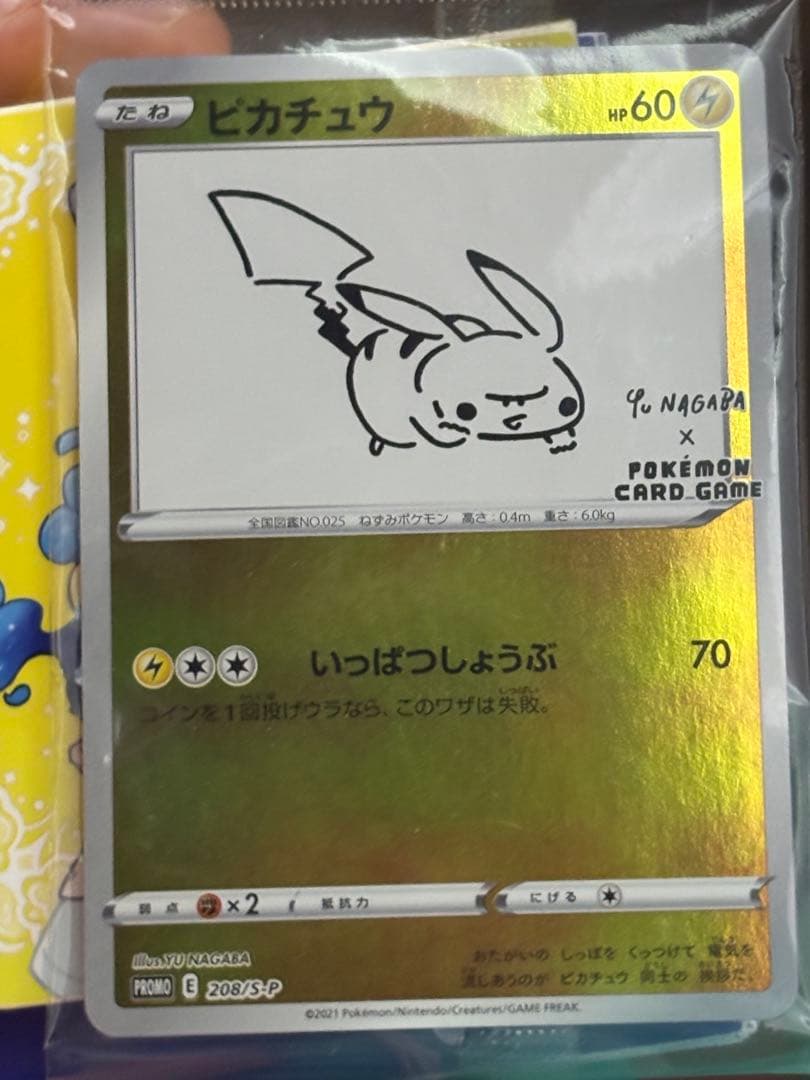 たね ピカチュウ HP60
Yu NAGABA
×
POKÉMON
CARD GAME
全国図鑑NO.025 ねずみポケモン 高さ:0.4m 重さ:6.0kg
いっぱつしょうぶ 70
コインを1回投げウラなら、このワザは失敗。
弱点 ×2 抵抗力 にげる
Illus. YU NAGABA
おたがいの しっぽを くっつけて 電気を
流しあうのが ピカチュウ 同士の 挨拶だ。
PROMO E 208/S-P
©2021 Pokémon/Nintendo/Creatures/GAME FREAK.